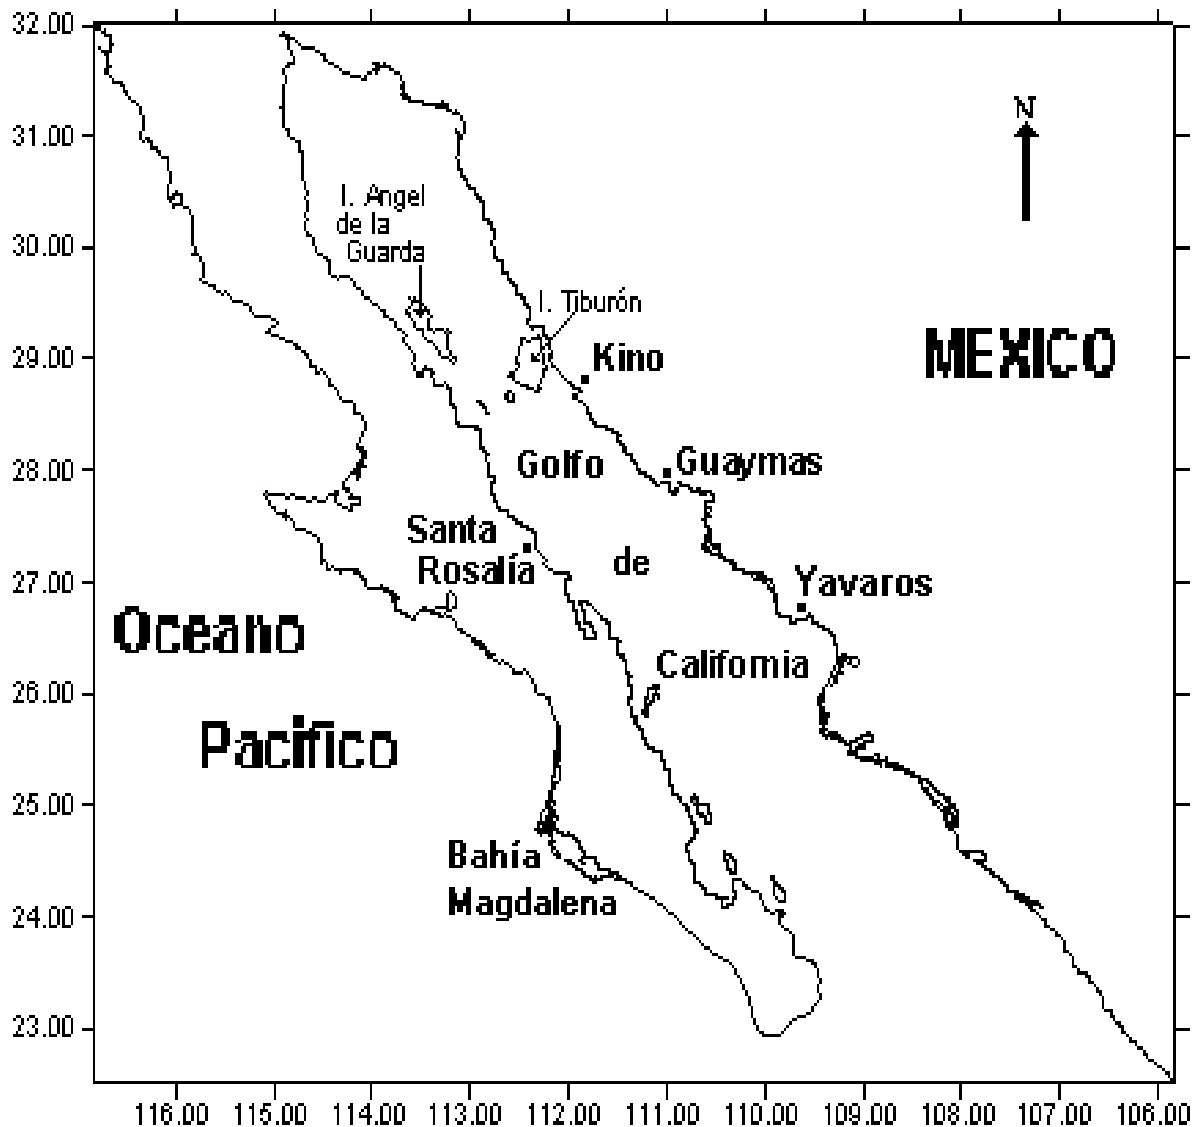 32.00
31.00
30.00
29.00
28.00
27.00
26.00
25.00
24.00
23.00
N
I. Angel
de la
Guarda
I. Tiburón
MEXICO
Kino
Golfo
Guaymas
Santa
Rosalía
de
Yavaros
Oceano
California
Pacifico
Bahía
Magdalena
116.00 115.00 114.00 113.00 112.00 111.00 110.00 109.00 108.00 107.00 106.00